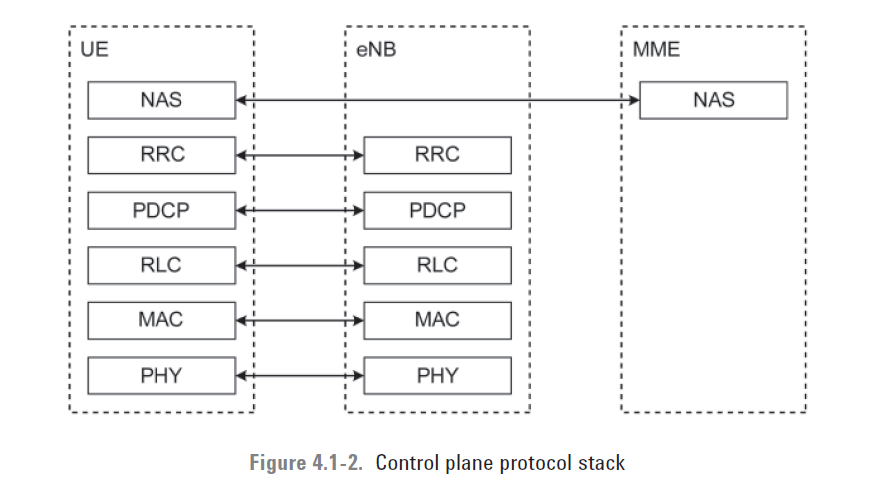 UE
eNB
MME
NAS
NAS
RRC
RRC
PDCP
PDCP
RLC
RLC
MAC
MAC
PHY
PHY
Figure 4.1-2. Control plane protocol stack